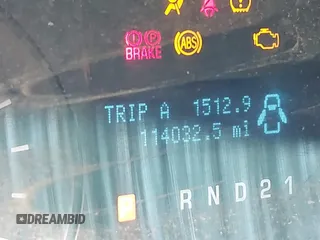 BRAKE
ABS
TRIP A 1512.9
114032.5 mi
R N D 2 1
DREAMBID